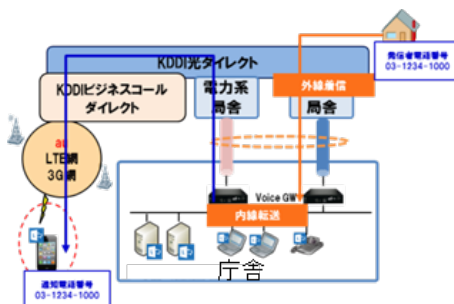 発信者電話番号
03-1234-1000
KDDI光ダイレクト
KDDIビジネスコール
ダイレクト
電力系
局舎
外線着信
局舎
au
LTE網
3G網
Voice GW
内線転送
庁舎
通知電話番号
03-1234-1000